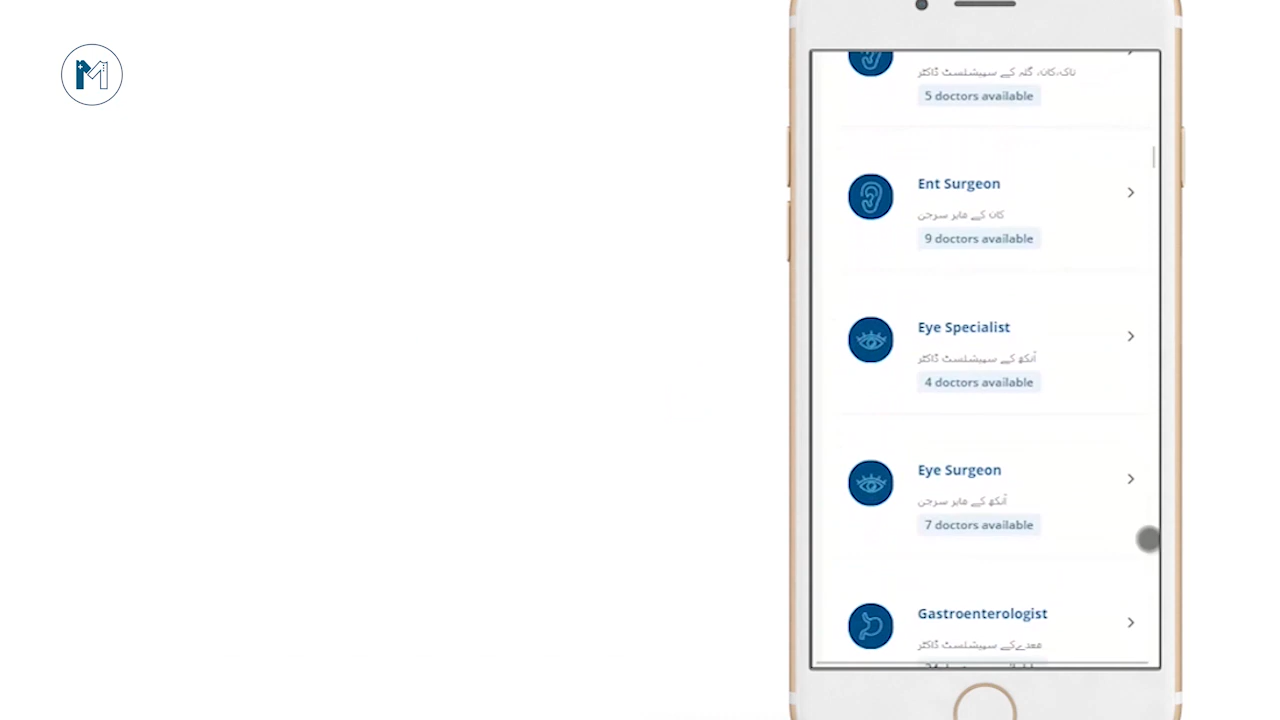 M
ناک،کان، گلہ کے سپیشلسٹ ڈاکٹر
5 doctors available
Ent Surgeon
کان کے ماہر سرجن
9 doctors available
Eye Specialist
آنکھ کے سپیشلسٹ ڈاکٹر
4 doctors available
Eye Surgeon
آنکھ کے ماہر سرجن
7 doctors available
Gastroenterologist
معدےکے سپیشلسٹ ڈاکٹر